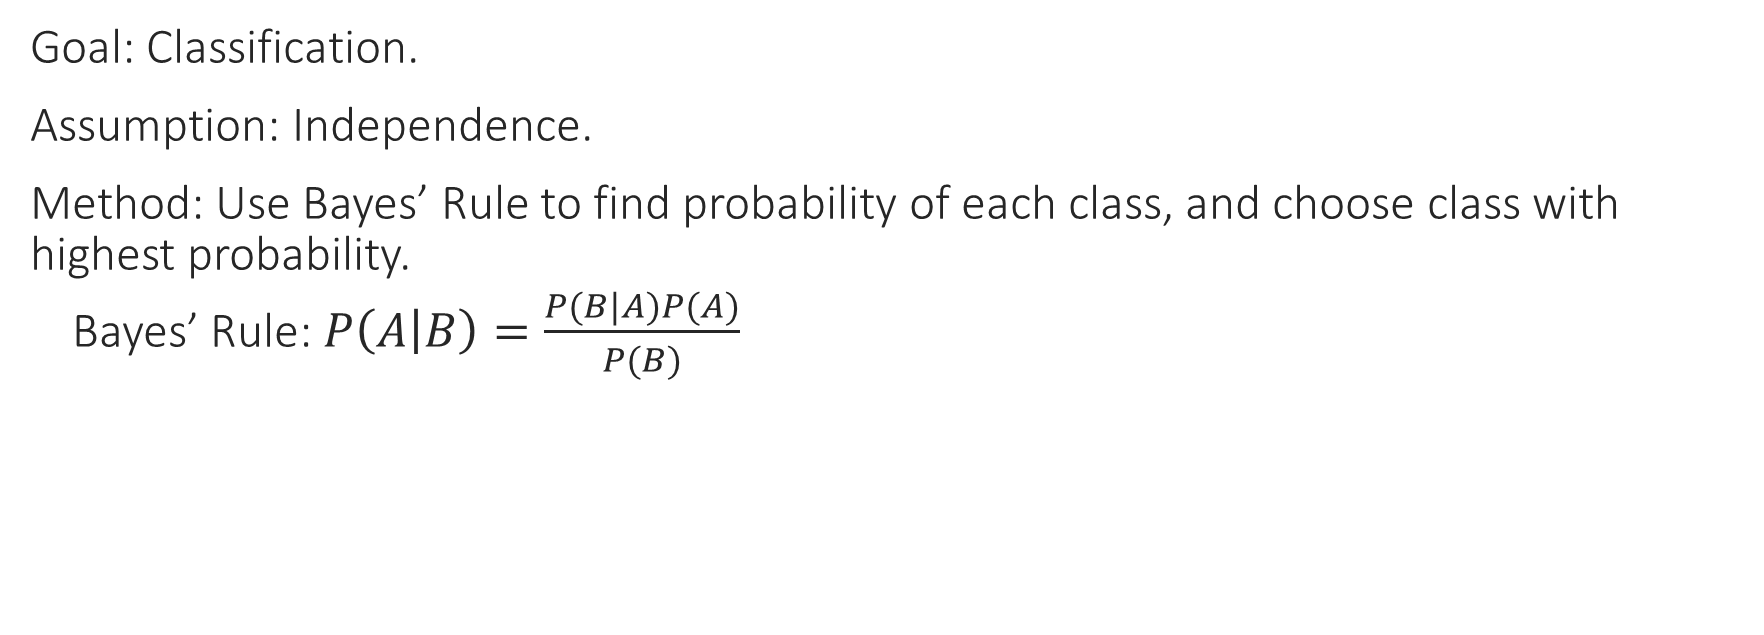 Goal: Classification.
Assumption: Independence.
Method: Use Bayes’ Rule to find probability of each class, and choose class with
highest probability.
Bayes’ Rule: P(A|B) = P(B|A)P(A) / P(B)